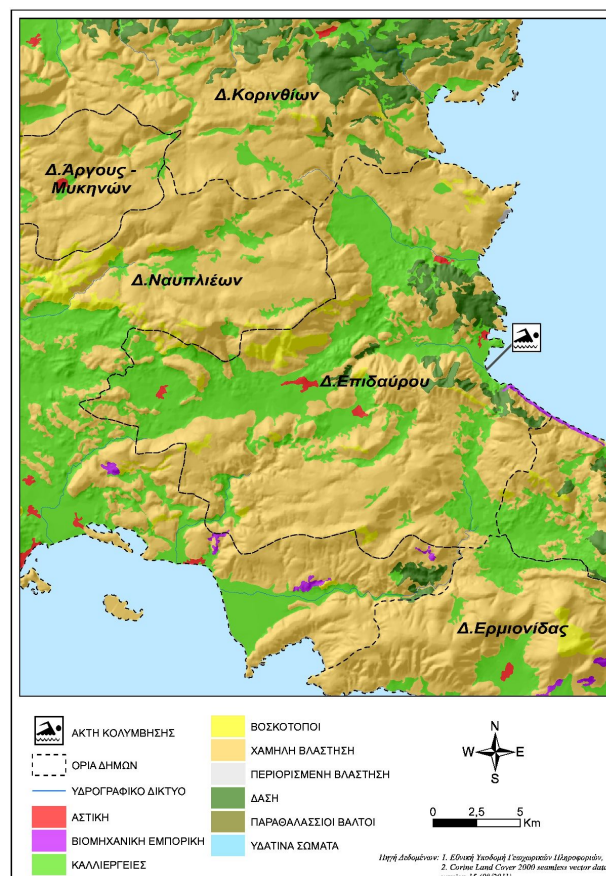 Δ.Κορινθίων
Δ.Άργους -
Μυκηνών
Δ.Ναυπλιέων
Δ.Επιδαύρου
Δ.Ερμιονίδας
ΑΚΤΗ ΚΟΛΥΜΒΗΣΗΣ
ΟΡΙΑ ΔΗΜΩΝ
ΥΔΡΟΓΡΑΦΙΚΟ ΔΙΚΤΥΟ
ΑΣΤΙΚΗ
ΒΙΟΜΗΧΑΝΙΚΗ ΕΜΠΟΡΙΚΗ
ΚΑΛΛΙΕΡΓΕΙΕΣ
ΒΟΣΚΟΤΟΠΟΙ
ΧΑΜΗΛΗ ΒΛΑΣΤΗΣΗ
ΠΕΡΙΟΡΙΣΜΕΝΗ ΒΛΑΣΤΗΣΗ
ΔΑΣΗ
ΠΑΡΑΘΑΛΑΣΣΙΟΙ ΒΑΛΤΟΙ
ΥΔΑΤΙΝΑ ΣΩΜΑΤΑ
N
W E
S
0 2,5 5
Km
Πηγή Δεδομένων: 1. Εθνική Υποδομή Γεωχωρικών Πληροφοριών,
2. Corine Land Cover 2000 seamless vector data